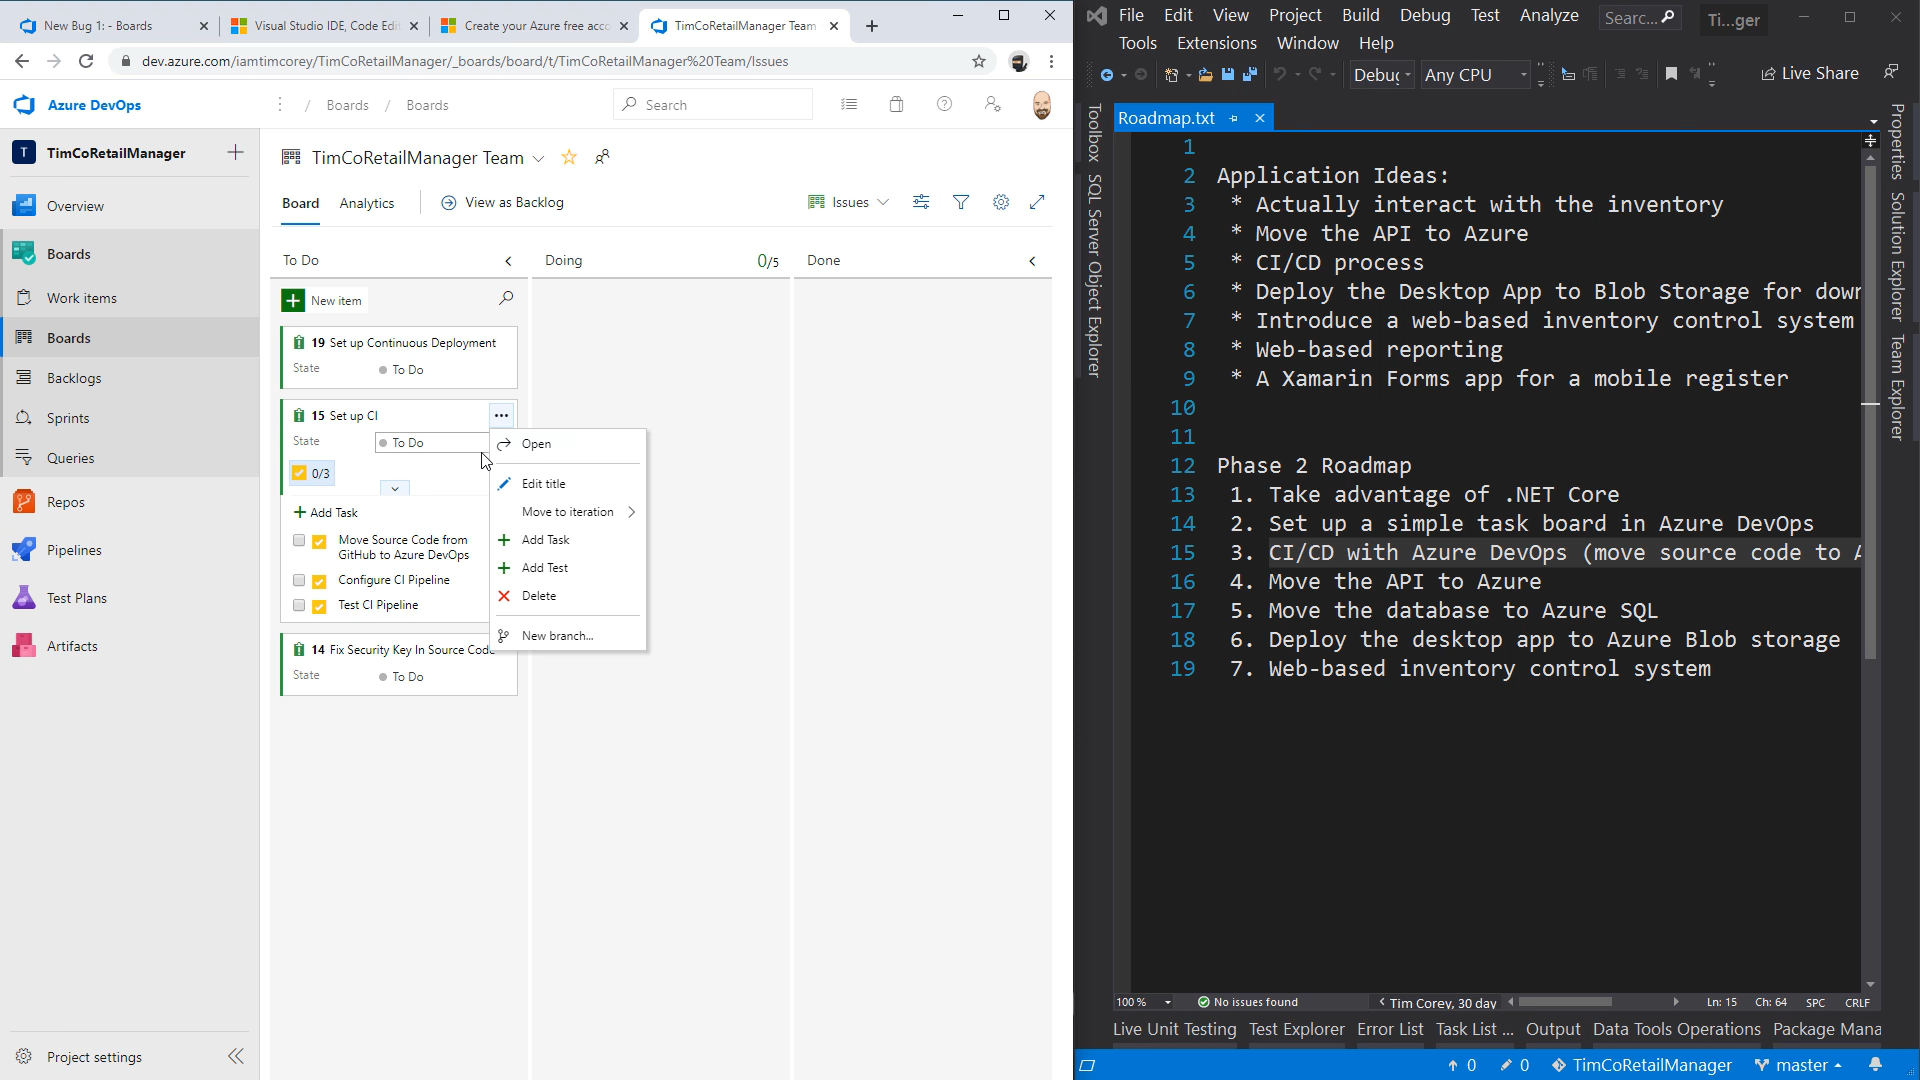 New Bug 1: - Boards
Visual Studio IDE, Code Edit
Create your Azure free acco
TimCoRetailManager Team
dev.azure.com/iamtimcorey/TimCoRetailManager/_boards/board/t/TimCoRetailManager%20Team/Issues
Azure DevOps
/ Boards / Boards
Search
T TimCoRetailManager
Overview
Boards
Work items
Boards
Backlogs
Sprints
Queries
Repos
Pipelines
Test Plans
Artifacts
Project settings
TimCoRetailManager Team
Board Analytics View as Backlog
Issues
To Do
Doing 0/5
Done
New item
19 Set up Continuous Deployment
State To Do
15 Set up CI
State To Do
0/3
Add Task
Move Source Code from
GitHub to Azure DevOps
Configure CI Pipeline
Test CI Pipeline
14 Fix Security Key In Source Code
State To Do
Open
Edit title
Move to iteration
Add Task
Add Test
Delete
New branch...
File Edit View Project Build Debug Test Analyze
Searc...
Ti...ger
Tools Extensions Window Help
Debug Any CPU
Live Share
Toolbox
SQL Server Object Explorer
Roadmap.txt
1
2 Application Ideas:
3 * Actually interact with the inventory
4 * Move the API to Azure
5 * CI/CD process
6 * Deploy the Desktop App to Blob Storage for down
7 * Introduce a web-based inventory control system
8 * Web-based reporting
9 * A Xamarin Forms app for a mobile register
10
11
12 Phase 2 Roadmap
13 1. Take advantage of .NET Core
14 2. Set up a simple task board in Azure DevOps
15 3. CI/CD with Azure DevOps (move source code to A
16 4. Move the API to Azure
17 5. Move the database to Azure SQL
18 6. Deploy the desktop app to Azure Blob storage
19 7. Web-based inventory control system
Properties
Solution Explorer
Team Explorer
100 % No issues found Tim Corey, 30 day Ln: 15 Ch: 64 SPC CRLF
Live Unit Testing Test Explorer Error List Task List ... Output Data Tools Operations Package Mana
0 0 TimCoRetailManager master